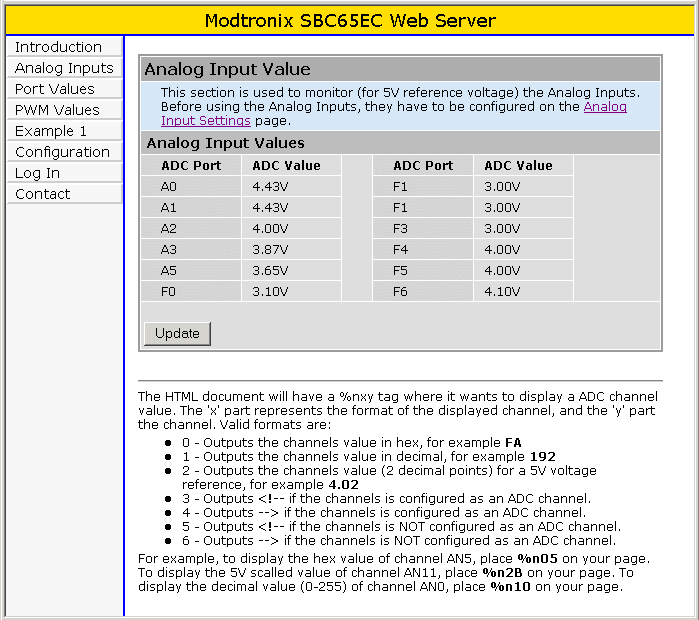 Modtronix SBC65EC Web Server
Introduction
Analog Inputs
Port Values
PWM Values
Example 1
Configuration
Log In
Contact
Analog Input Value
This section is used to monitor (for 5V reference voltage) the Analog Inputs.
Before using the Analog Inputs, they have to be configured on the Analog
Input Settings page.
Analog Input Values
ADC Port ADC Value ADC Port ADC Value
A0 4.43V F1 3.00V
A1 4.43V F1 3.00V
A2 4.00V F3 3.00V
A3 3.87V F4 4.00V
A5 3.65V F5 4.00V
F0 3.10V F6 4.10V
Update
The HTML document will have a %nxy tag where it wants to display a ADC channel
value. The 'x' part represents the format of the displayed channel, and the 'y' part
the channel. Valid formats are:
● 0 - Outputs the channels value in hex, for example FA
● 1 - Outputs the channels value in decimal, for example 192
● 2 - Outputs the channels value (2 decimal points) for a 5V voltage
reference, for example 4.02
● 3 - Outputs <!-- if the channels is configured as an ADC channel.
● 4 - Outputs --> if the channels is configured as an ADC channel.
● 5 - Outputs <!-- if the channels is NOT configured as an ADC channel.
● 6 - Outputs --> if the channels is NOT configured as an ADC channel.
For example, to display the hex value of channel AN5, place %n05 on your page.
To display the 5V scalled value of channel AN11, place %n2B on your page. To
display the decimal value (0-255) of channel AN0, place %n10 on your page.